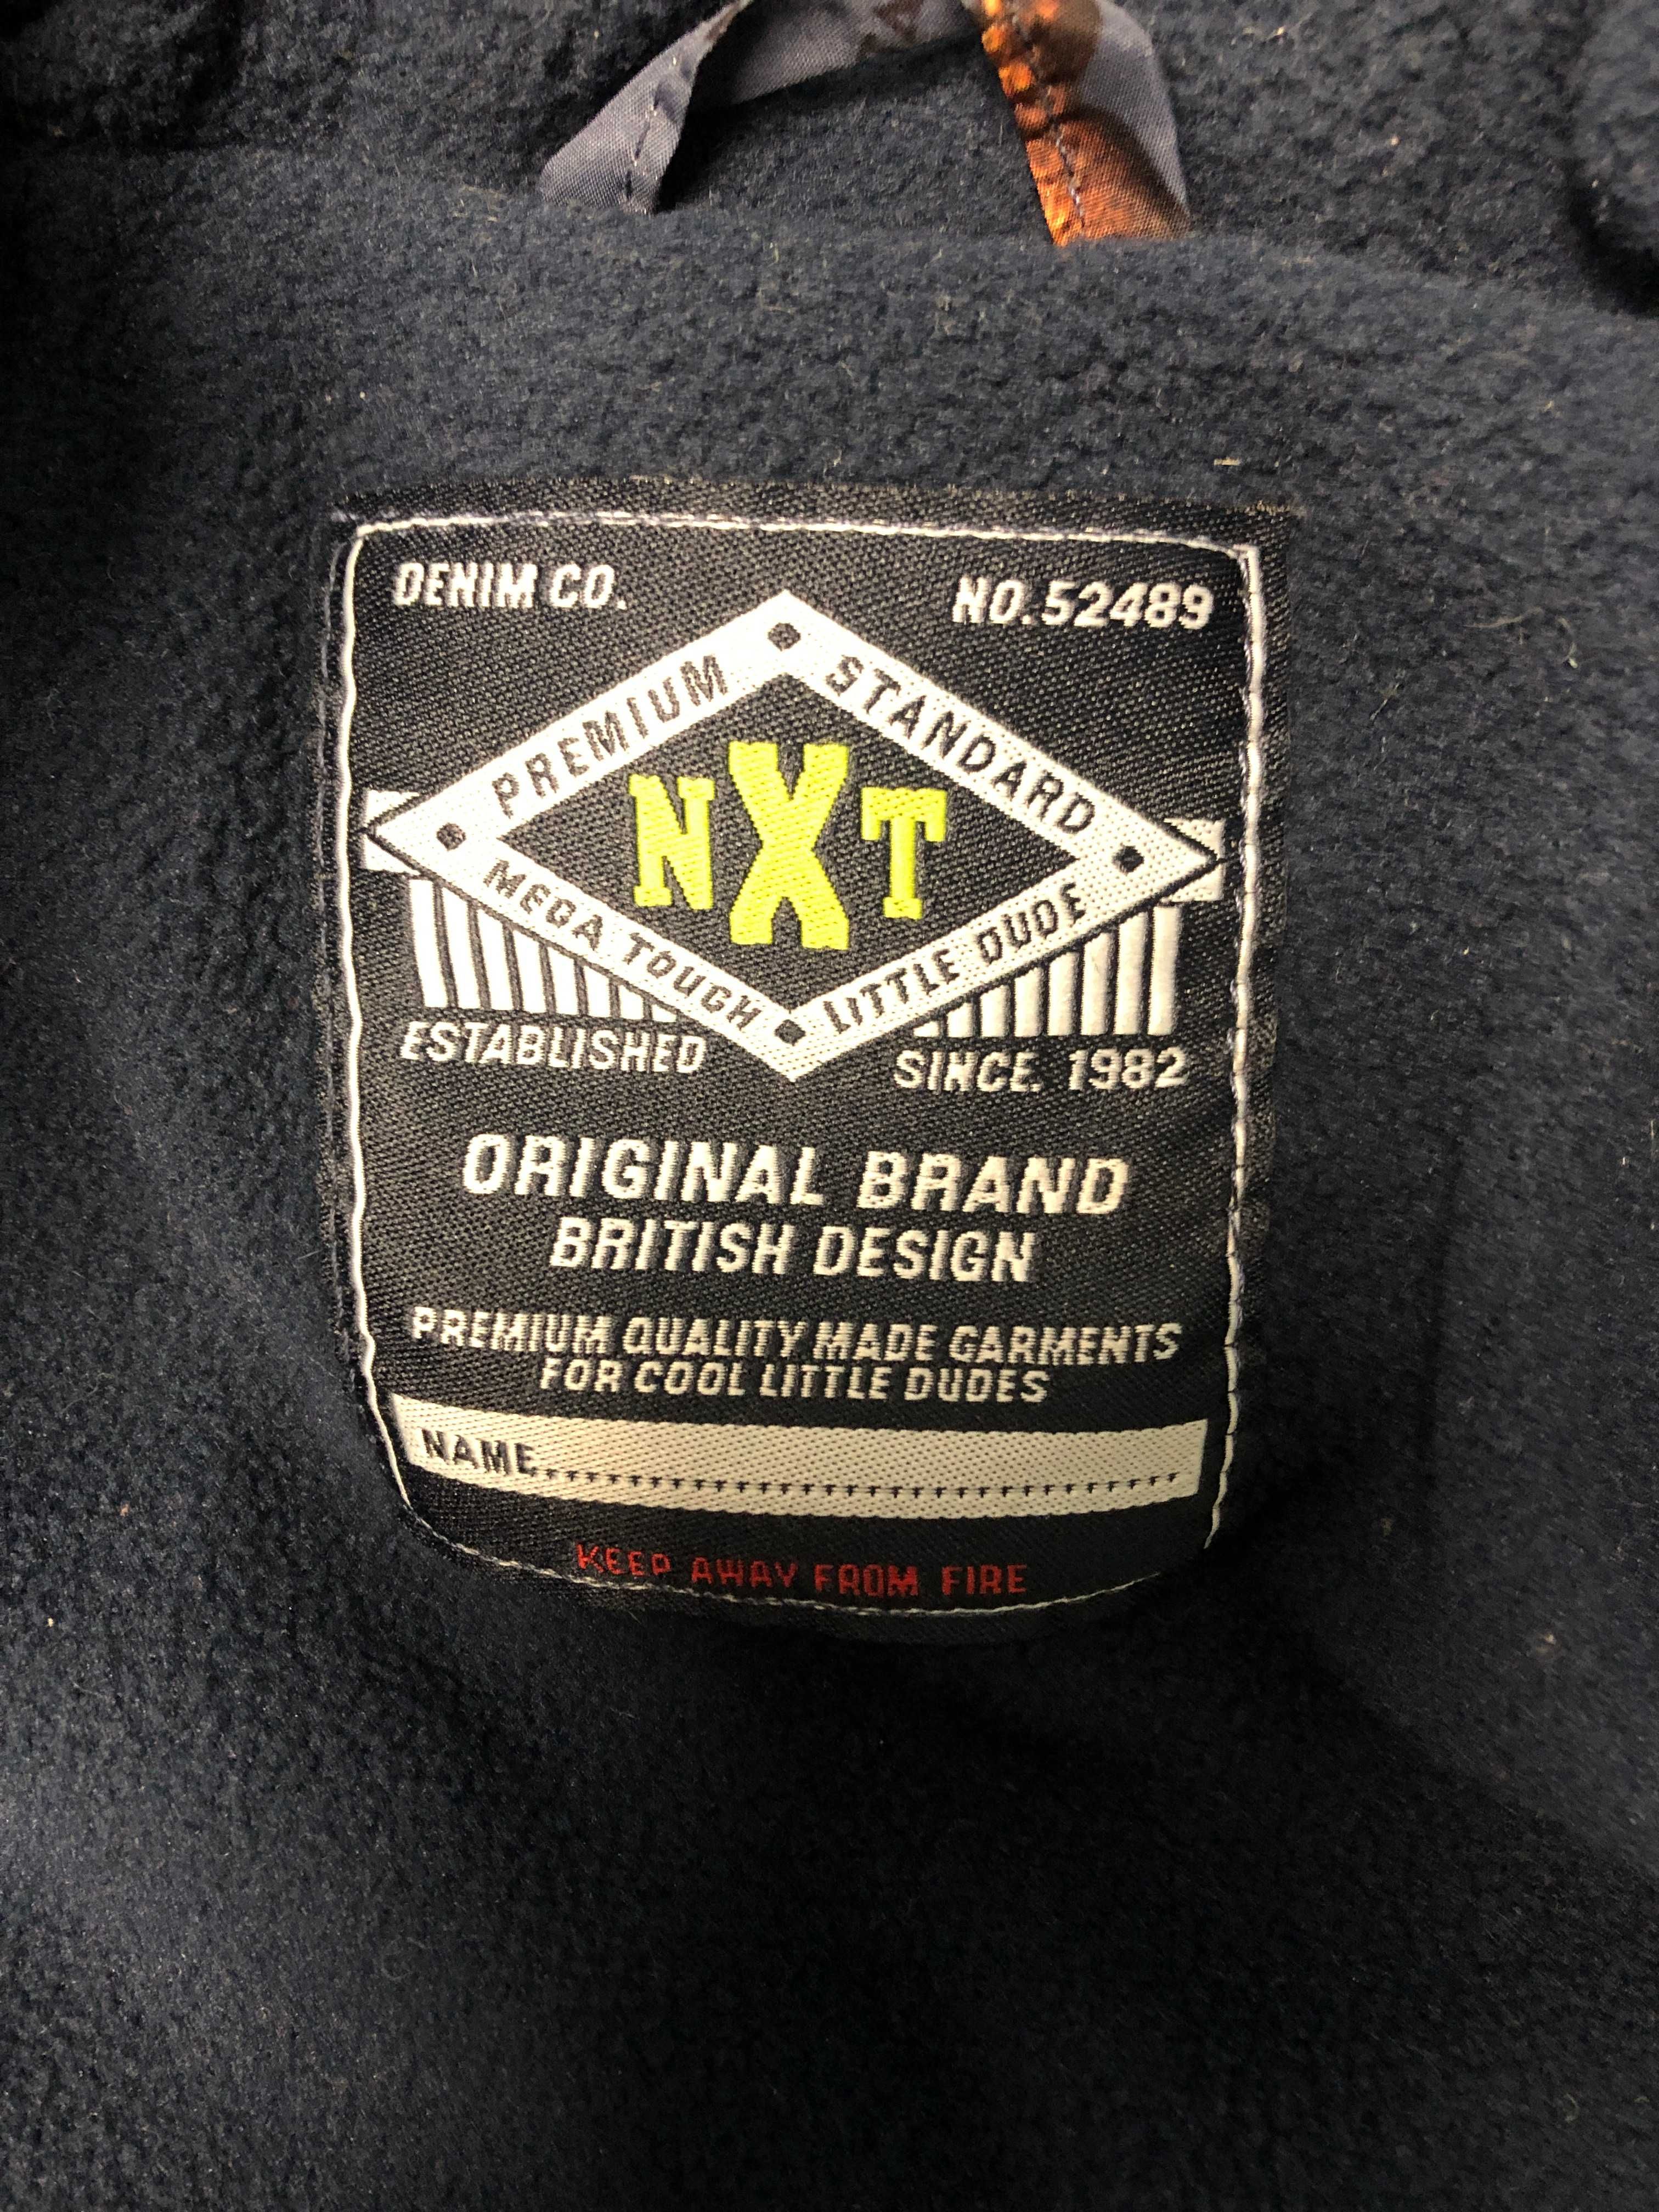 DENIM CO. NO.52489
PREMIUM STANDARD
NXT
MEGA TOUGH LITTLE DUDE
ESTABLISHED SINCE. 1982
ORIGINAL BRAND
BRITISH DESIGN
PREMIUM QUALITY MADE GARMENTS
FOR COOL LITTLE DUDES
NAME........................................
KEEP AWAY FROM FIRE